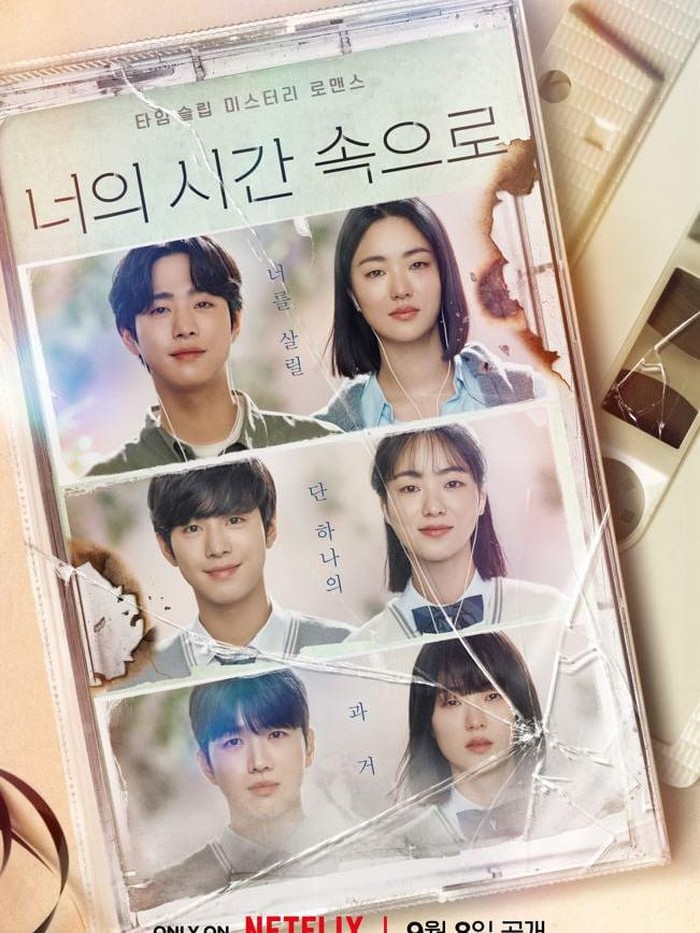 타임 슬립 미스터리 로맨스
너의 시간 속으로
너를 살릴
단 하나의
과거
ONLY ON NETFLIX | 9월 8일 공개